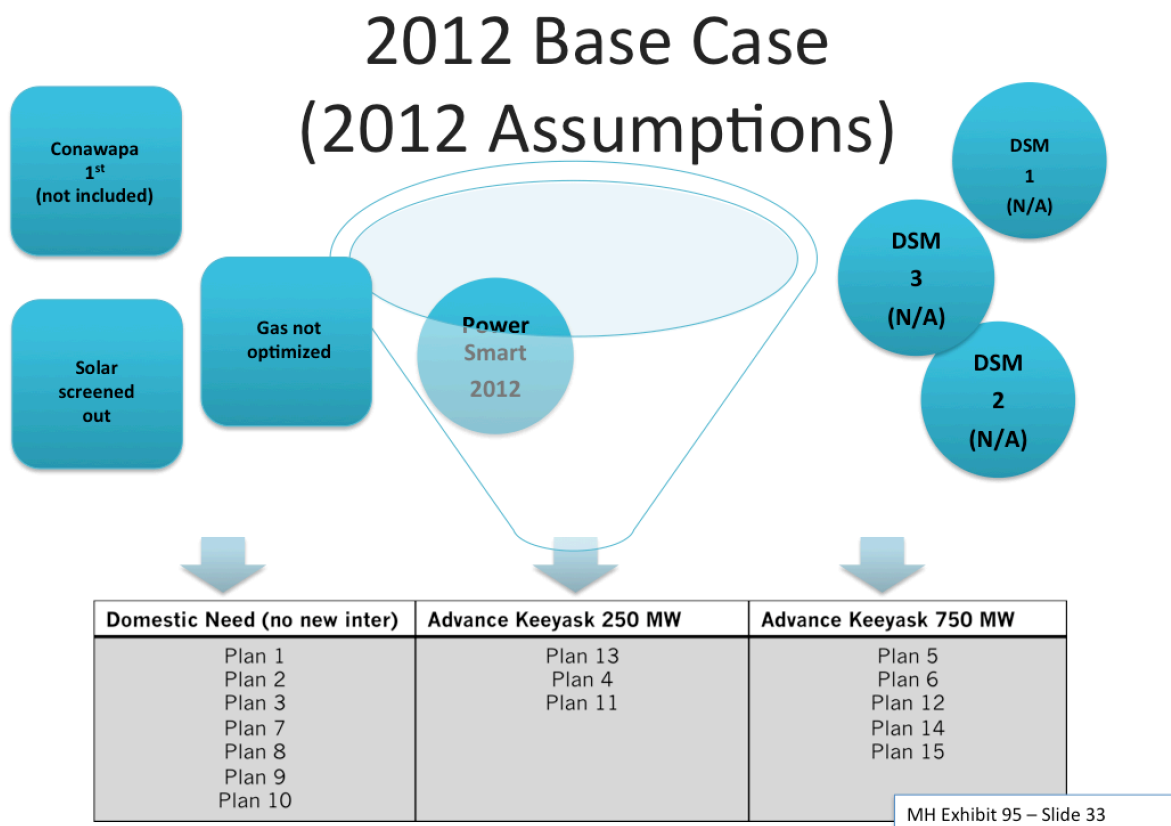 2012 Base Case
(2012 Assumptions)
Conawapa
1st
(not included)
Solar
screened
out
Gas not
optimized
Power
Smart
2012
DSM
1
(N/A)
DSM
3
(N/A)
DSM
2
(N/A)
Domestic Need (no new inter)
Plan 1
Plan 2
Plan 3
Plan 7
Plan 8
Plan 9
Plan 10
Advance Keeyask 250 MW
Plan 13
Plan 4
Plan 11
Advance Keeyask 750 MW
Plan 5
Plan 6
Plan 12
Plan 14
Plan 15
MH Exhibit 95 – Slide 33